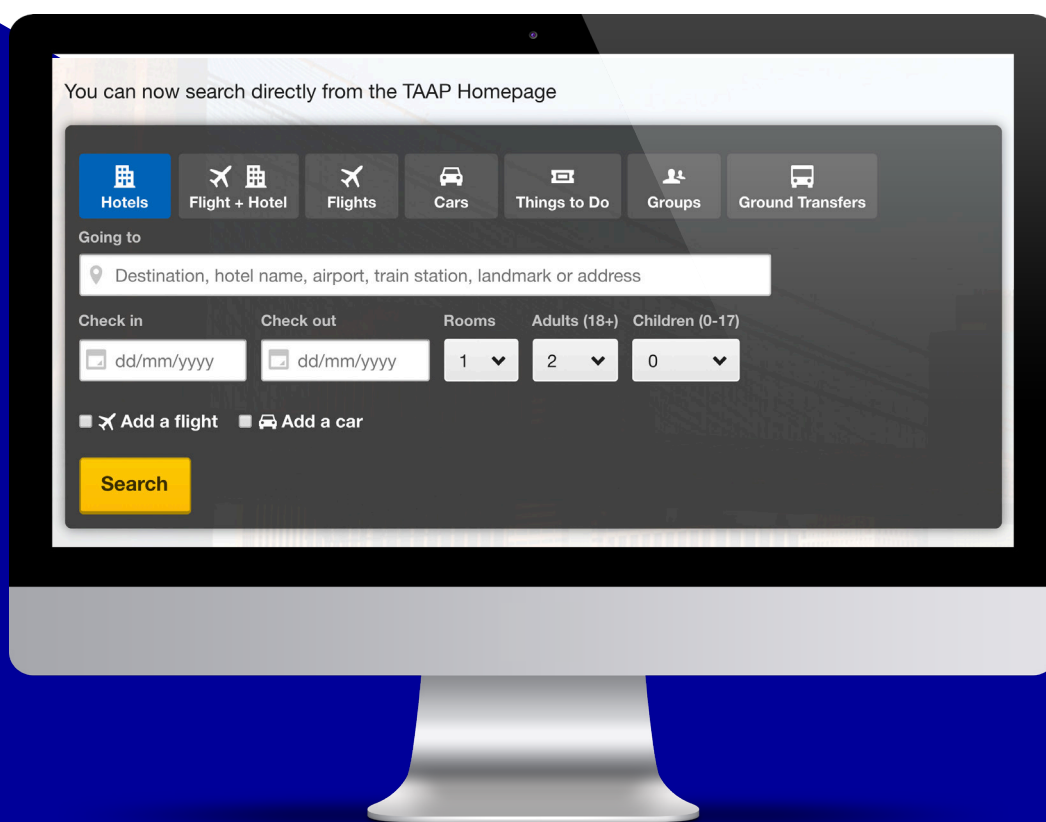 You can now search directly from the TAAP Homepage
Hotels Flight + Hotel Flights Cars Things to Do Groups Ground Transfers
Going to
Destination, hotel name, airport, train station, landmark or address
Check in Check out Rooms Adults (18+) Children (0-17)
dd/mm/yyyy dd/mm/yyyy 1 2 0
Add a flight Add a car
Search